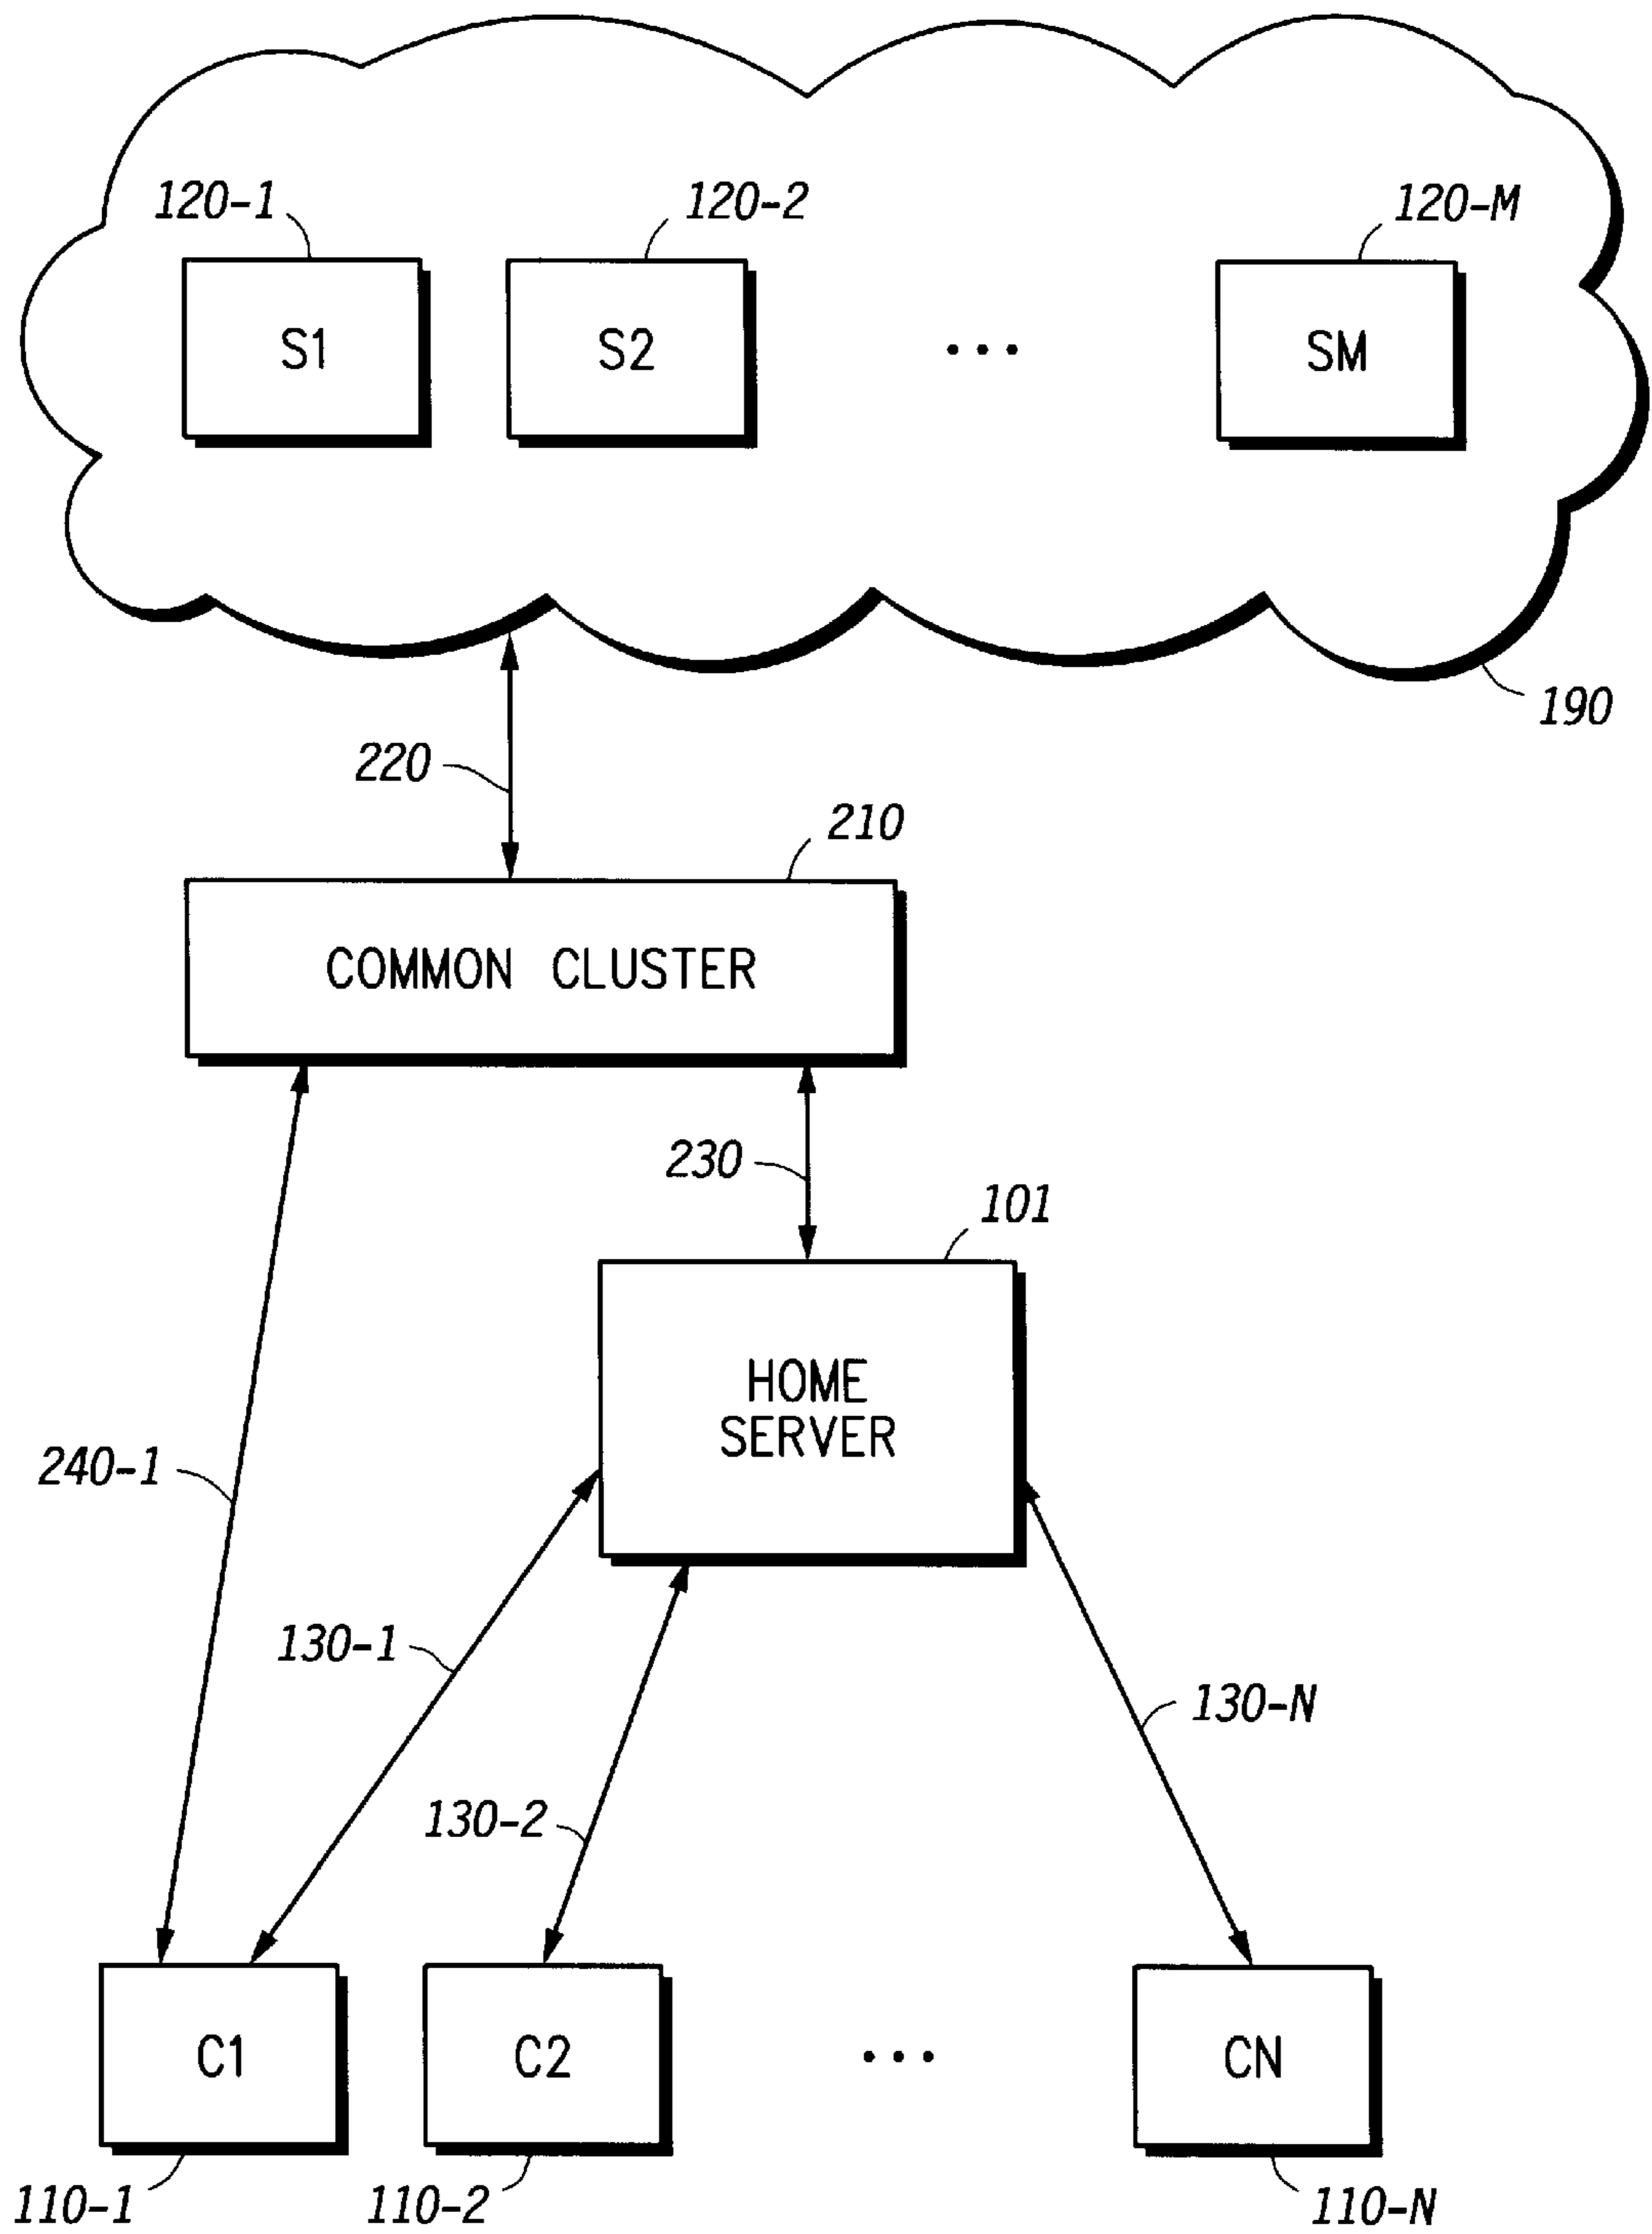 120-1
120-2
120-M
S1
S2
...
SM
190
220
210
COMMON CLUSTER
230
101
HOME
SERVER
240-1
130-1
130-N
130-2
C1
C2
...
CN
110-1
110-2
110-N